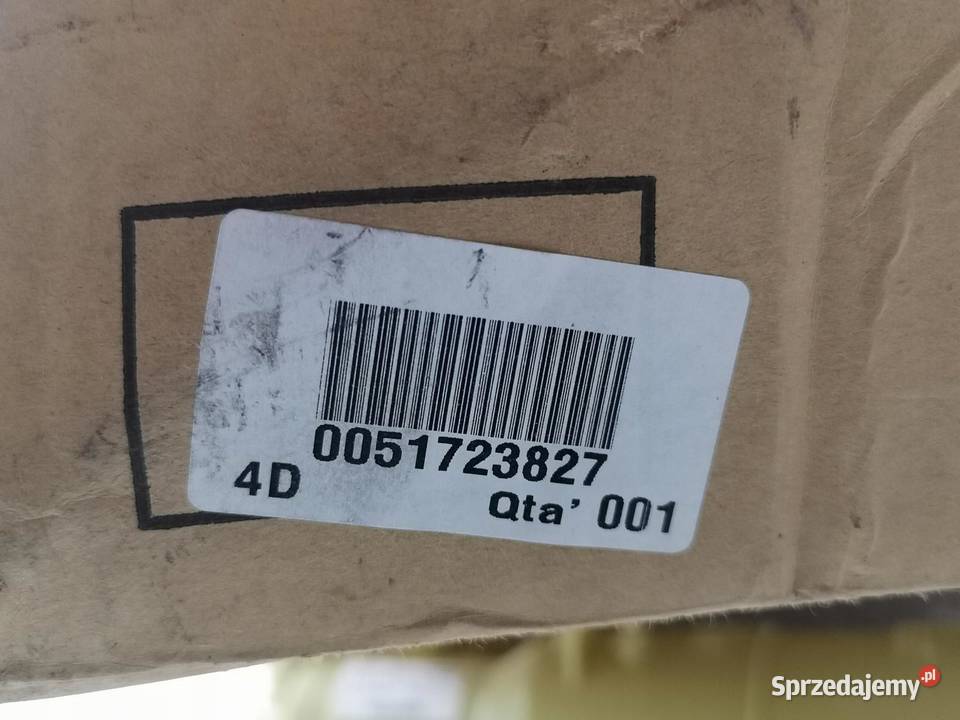 0051723827
4D
Qta' 001
Sprzedajemy.pl